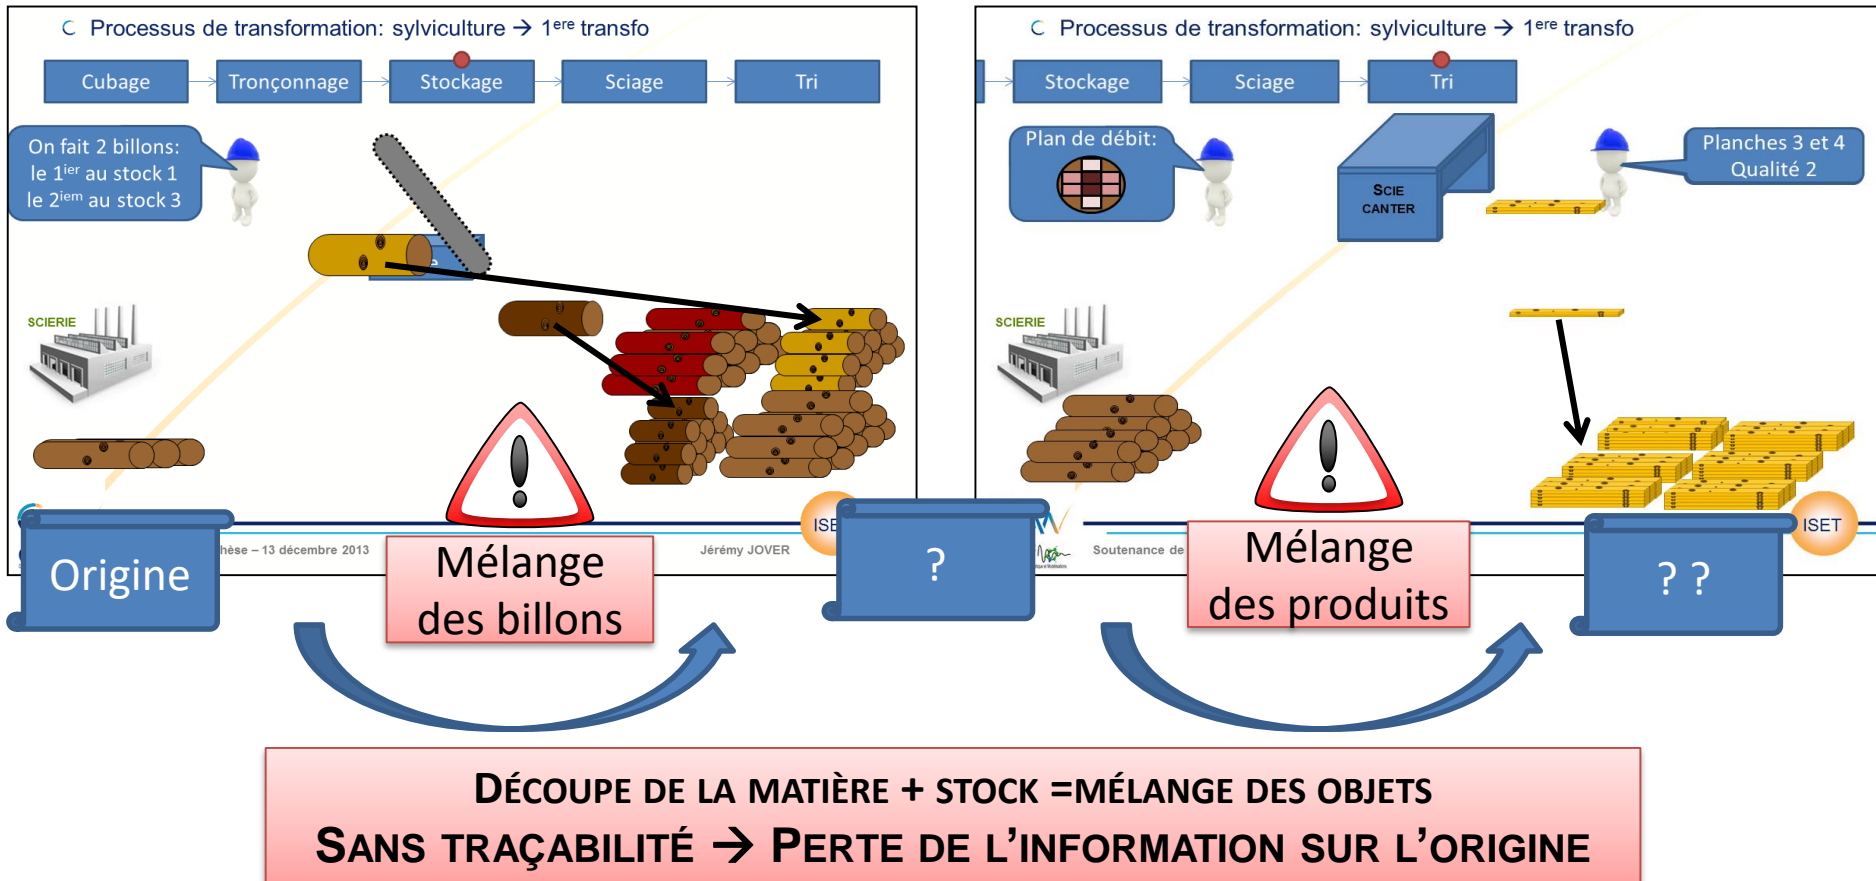 Processus de transformation: sylviculture → 1ere transfo
Cubage
Tronçonnage
Stockage
Sciage
Tri
On fait 2 billons:
le 1ier au stock 1
le 2iem au stock 3
SCIERIE
hèse – 13 décembre 2013
Jérémy JOVER
Origine
Mélange
des billons
?
Processus de transformation: sylviculture → 1ere transfo
Stockage
Sciage
Tri
Plan de débit:
SCIE
CANTER
Planches 3 et 4
Qualité 2
SCIERIE
Soutenance de
ISET
Mélange
des produits
? ?
DÉCOUPE DE LA MATIÈRE + STOCK =MÉLANGE DES OBJETS
SANS TRAÇABILITÉ → PERTE DE L'INFORMATION SUR L'ORIGINE